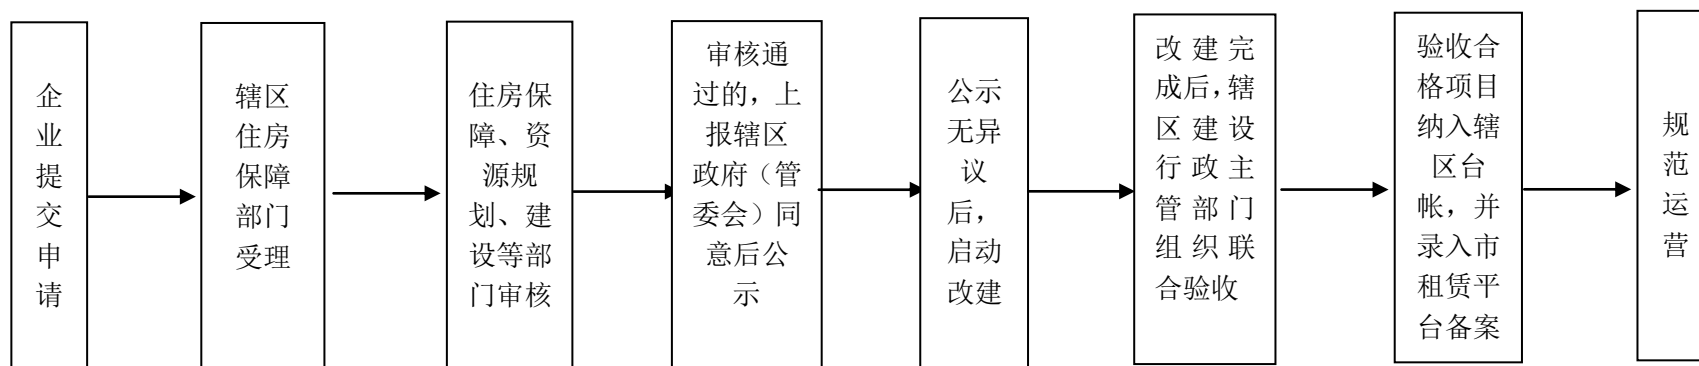 企
业
提
交
申
请
辖区
住房
保障
部门
受理
住房保
障、资
源规
划、建
设等部
门审核
审核通
过的，上
报辖区
政府（管
委会）同
意后公
示
公示
无异
议
后，
启动
改建
改建完
成后，辖
区建设
行政主
管部门
组织联
合验收
验收合
格项目
纳入辖
区台
帐，并
录入市
租赁平
台备案
规
范
运
营